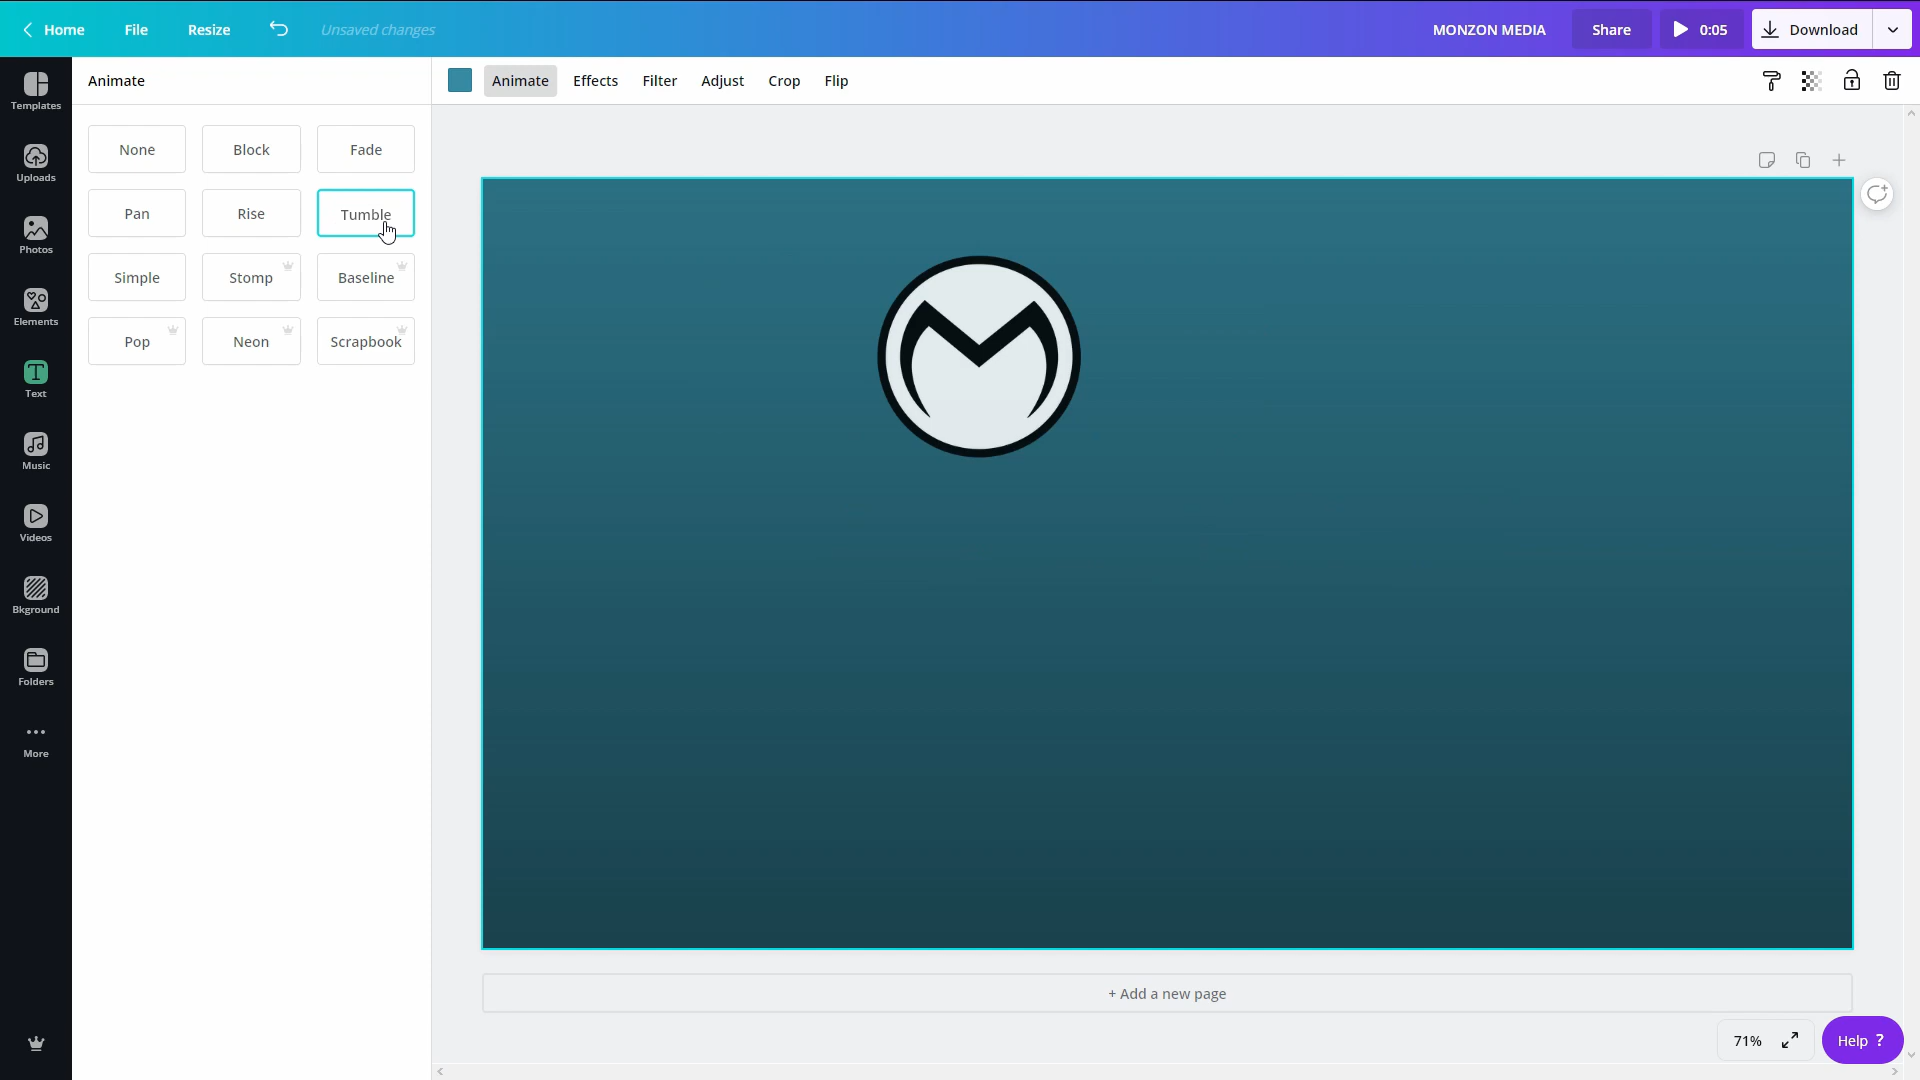 Home File Resize Unsaved changes MONZON MEDIA Share 0:05 Download
Animate
Animate Effects Filter Adjust Crop Flip
Templates
Uploads
Photos
Elements
Text
Music
Videos
Bkground
Folders
More
None Block Fade
Pan Rise Tumble
Simple Stomp Baseline
Pop Neon Scrapbook
+ Add a new page
71% Help ?